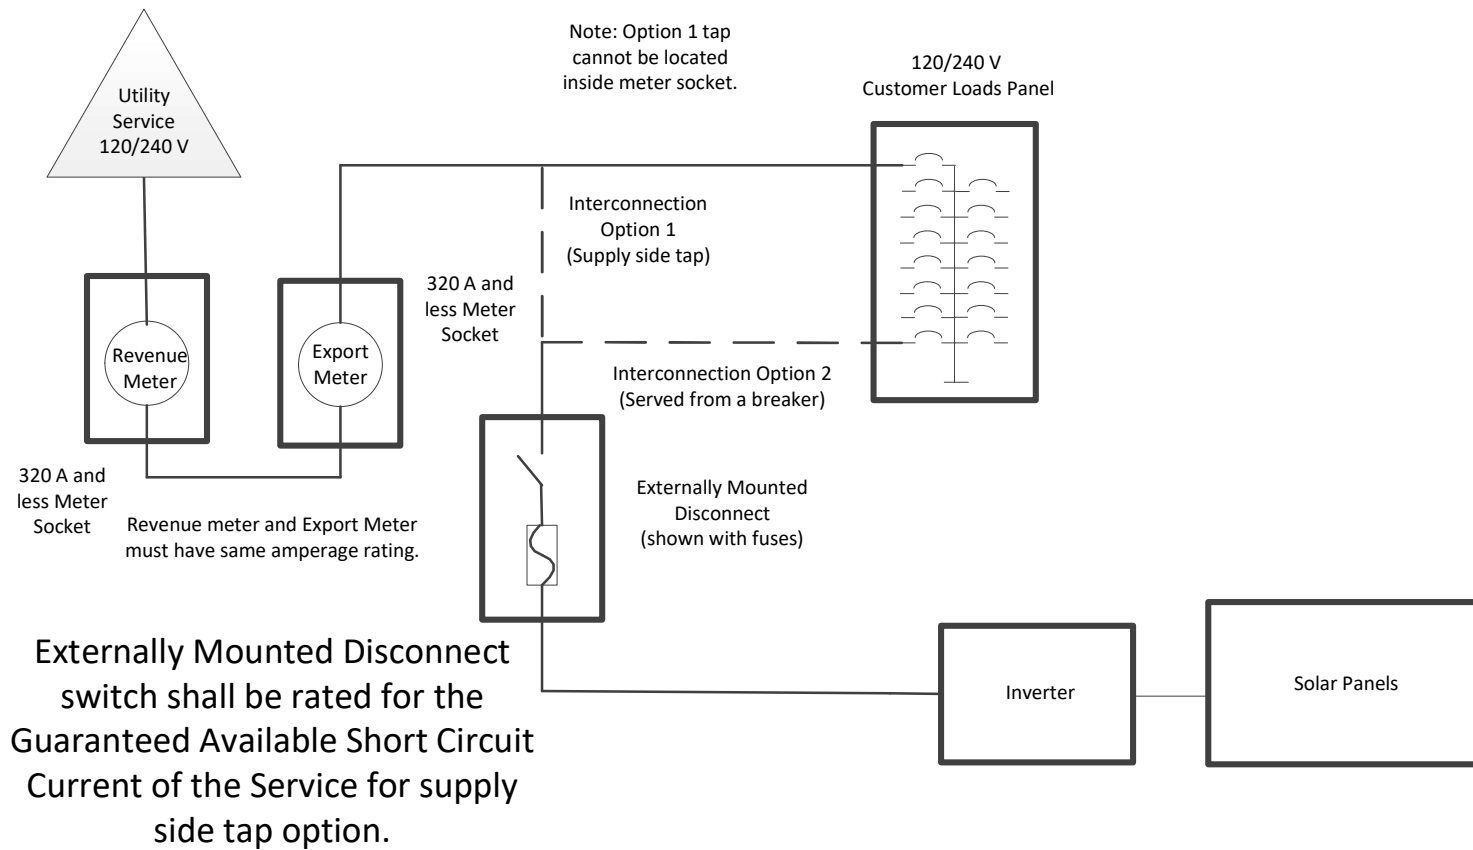 Note: Option 1 tap
cannot be located
inside meter socket.
120/240 V
Customer Loads Panel
Utility
Service
120/240 V
Interconnection
Option 1
(Supply side tap)
320 A and
less Meter
Socket
Revenue
Meter
Export
Meter
Interconnection Option 2
(Served from a breaker)
320 A and
less Meter
Socket
Revenue meter and Export Meter
must have same amperage rating.
Externally Mounted
Disconnect
(shown with fuses)
Externally Mounted Disconnect
switch shall be rated for the
Guaranteed Available Short Circuit
Current of the Service for supply
side tap option.
Inverter
Solar Panels